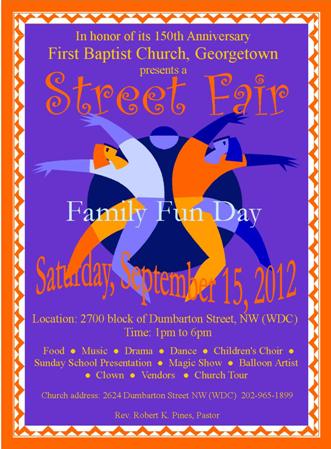 In honor of its 150th Anniversary
First Baptist Church, Georgetown
presents a
Street Fair
Family Fun Day
Saturday, September 15, 2012
Location: 2700 block of Dumbarton Street, NW (WDC)
Time: 1pm to 6pm
Food ● Music ● Drama ● Dance ● Children's Choir ●
Sunday School Presentation ● Magic Show ● Balloon Artist
● Clown ● Vendors ● Church Tour
Church address: 2624 Dumbarton Street NW (WDC) 202-965-1899
Rev. Robert K. Pines, Pastor